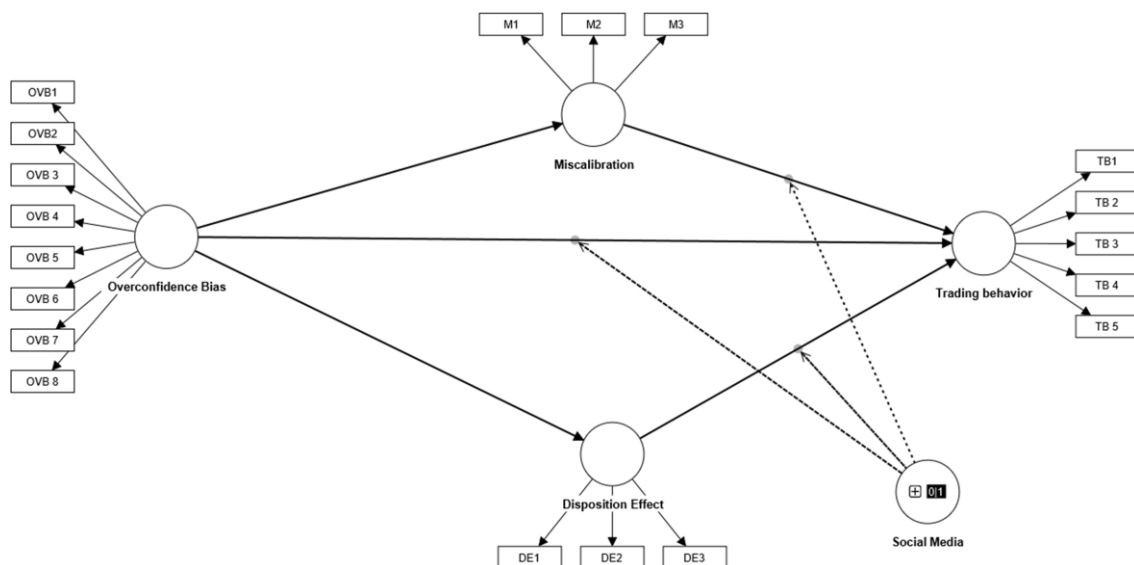 M1
M2
M3
OVB1
OVB2
OVB 3
OVB 4
OVB 5
OVB 6
OVB 7
OVB 8
Overconfidence Bias
Miscalibration
TB1
TB 2
TB 3
TB 4
TB 5
Trading behavior
Disposition Effect
DE1
DE2
DE3
0|1
Social Media